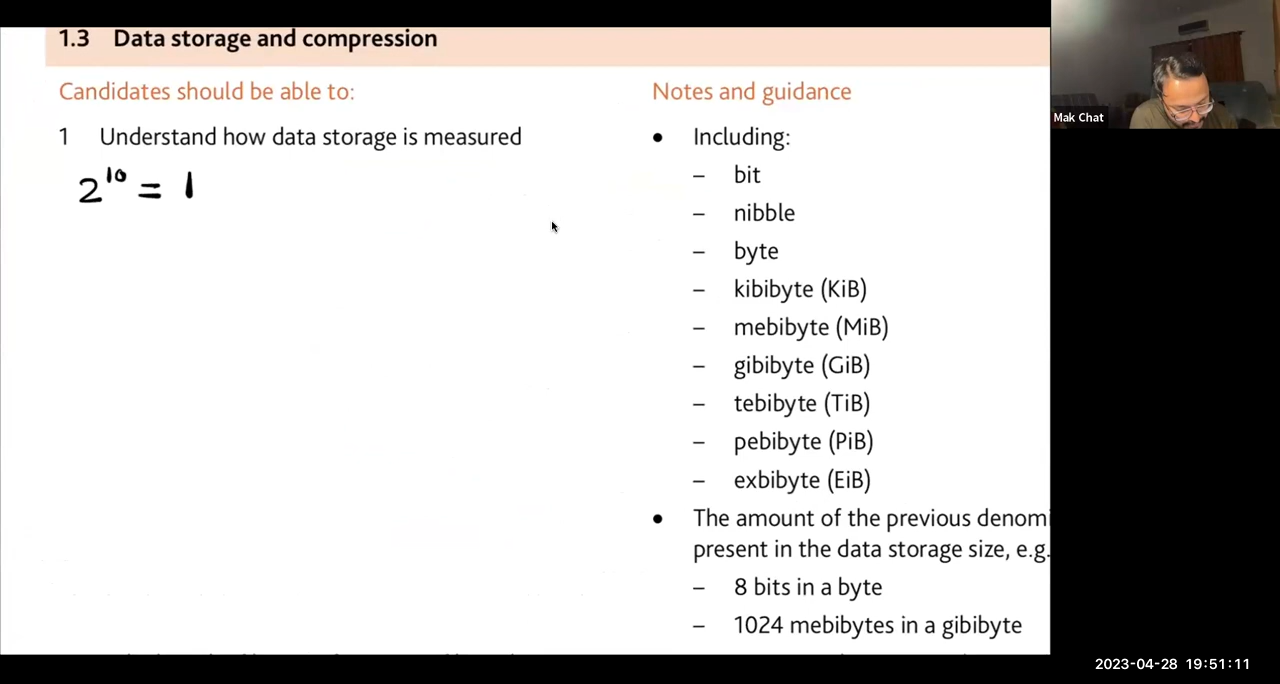 1.3 Data storage and compression
Candidates should be able to:
1 Understand how data storage is measured
2^10 = 1
Notes and guidance
• Including:
– bit
– nibble
– byte
– kibibyte (KiB)
– mebibyte (MiB)
– gibibyte (GiB)
– tebibyte (TiB)
– pebibyte (PiB)
– exbibyte (EiB)
• The amount of the previous denomi
present in the data storage size, e.g.
– 8 bits in a byte
– 1024 mebibytes in a gibibyte
Mak Chat
2023-04-28 19:51:11